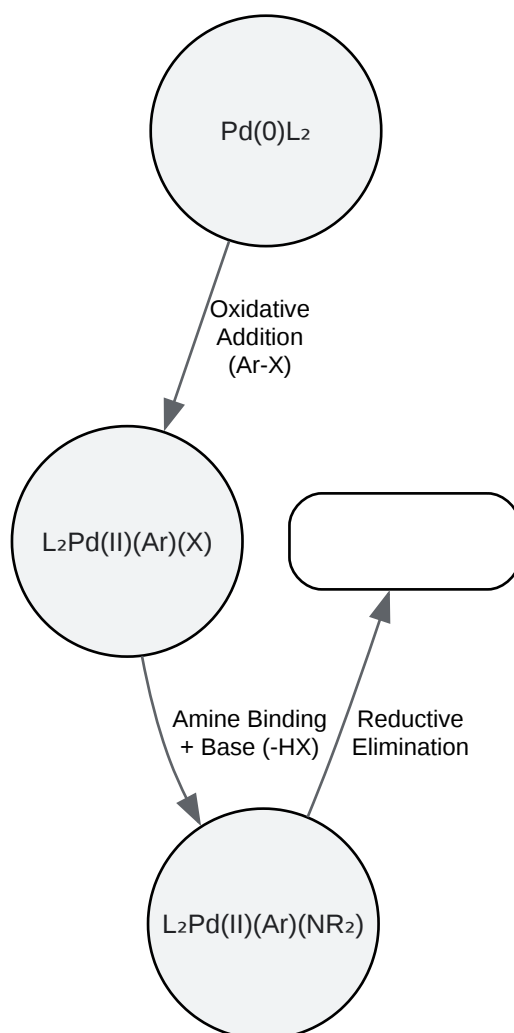 Pd(0)L₂
Oxidative
Addition
(Ar-X)
L₂Pd(II)(Ar)(X)
Amine Binding
+ Base (-HX)
Reductive
Elimination
L₂Pd(II)(Ar)(NR₂)